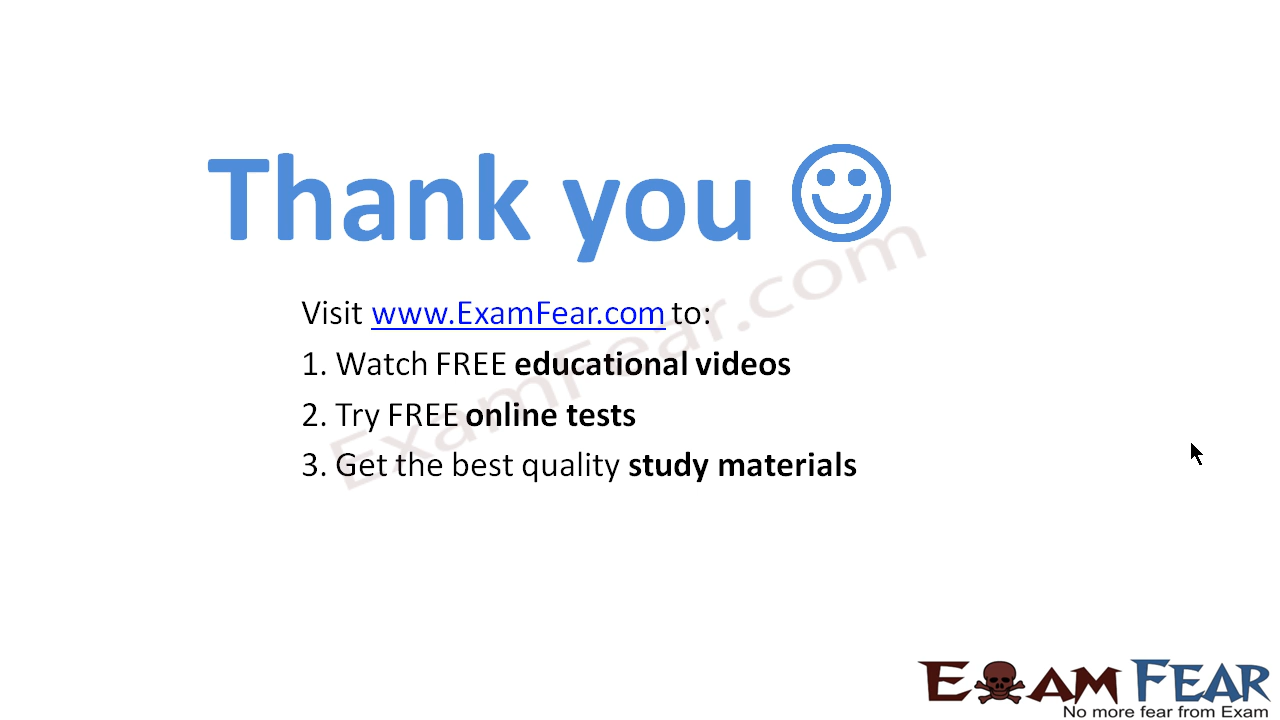 Thank you ☺
Visit www.ExamFear.com to:
1. Watch FREE educational videos
2. Try FREE online tests
3. Get the best quality study materials
ExamFear.com
EXAM FEAR
No more fear from Exam